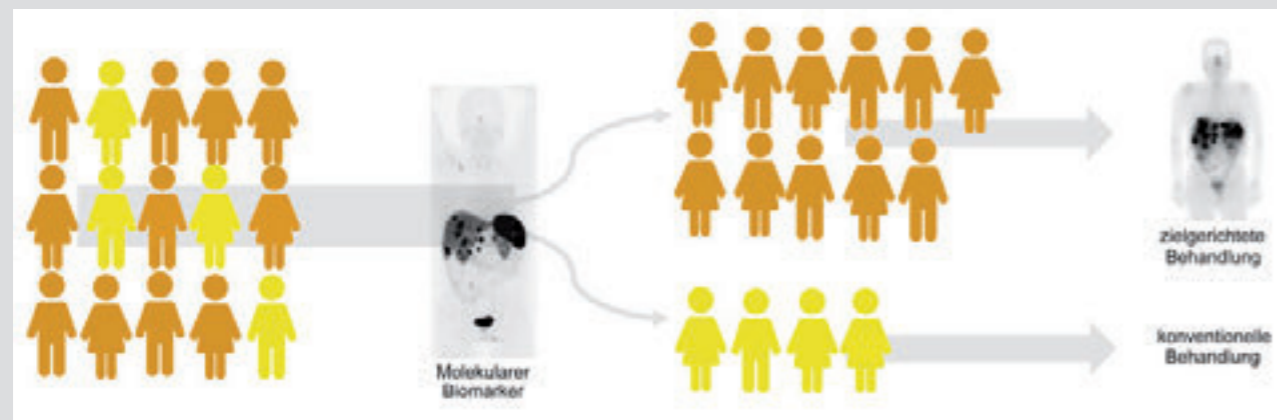 Molekularer
Biomarker
zielgerichtete
Behandlung
konventionelle
Behandlung